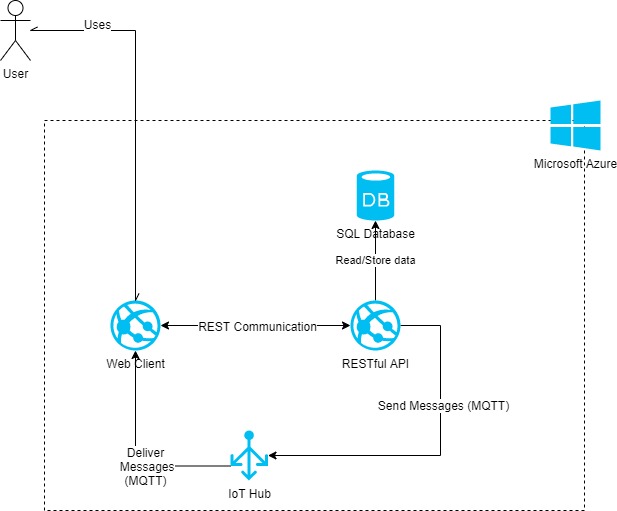 Uses
User
Microsoft Azure
DB
SQL Database
Read/Store data
REST Communication
Web Client
RESTful API
Send Messages (MQTT)
Deliver
Messages
(MQTT)
IoT Hub